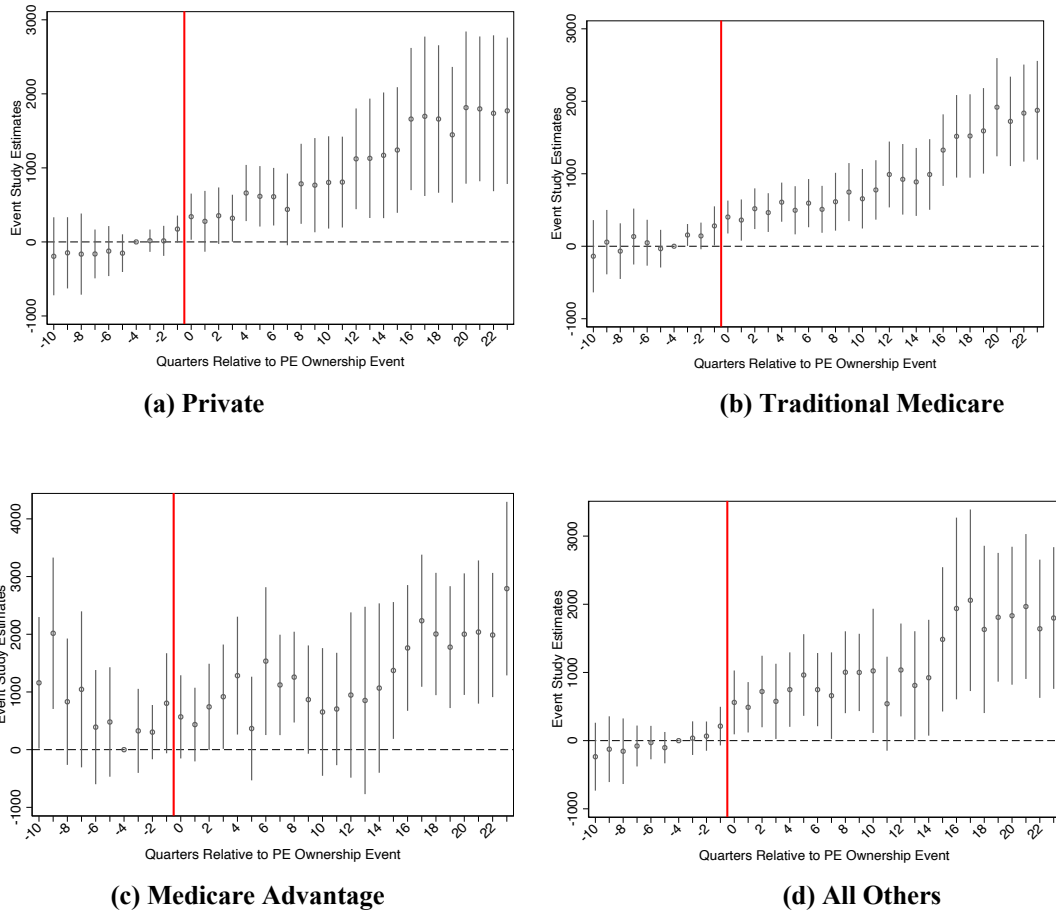 3000
2000
1000
0
-1000
Event Study Estimates
-10 -8 -6 -4 -2 0 2 4 6 8 10 12 14 16 18 20 22
Quarters Relative to PE Ownership Event
(a) Private
3000
2000
1000
0
-1000
Event Study Estimates
-10 -8 -6 -4 -2 0 2 4 6 8 10 12 14 16 18 20 22
Quarters Relative to PE Ownership Event
(b) Traditional Medicare
4000
3000
2000
1000
0
-1000
Event Study Estimates
-10 -8 -6 -4 -2 0 2 4 6 8 10 12 14 16 18 20 22
Quarters Relative to PE Ownership Event
(c) Medicare Advantage
3000
2000
1000
0
-1000
Event Study Estimates
-10 -8 -6 -4 -2 0 2 4 6 8 10 12 14 16 18 20 22
Quarters Relative to PE Ownership Event
(d) All Others